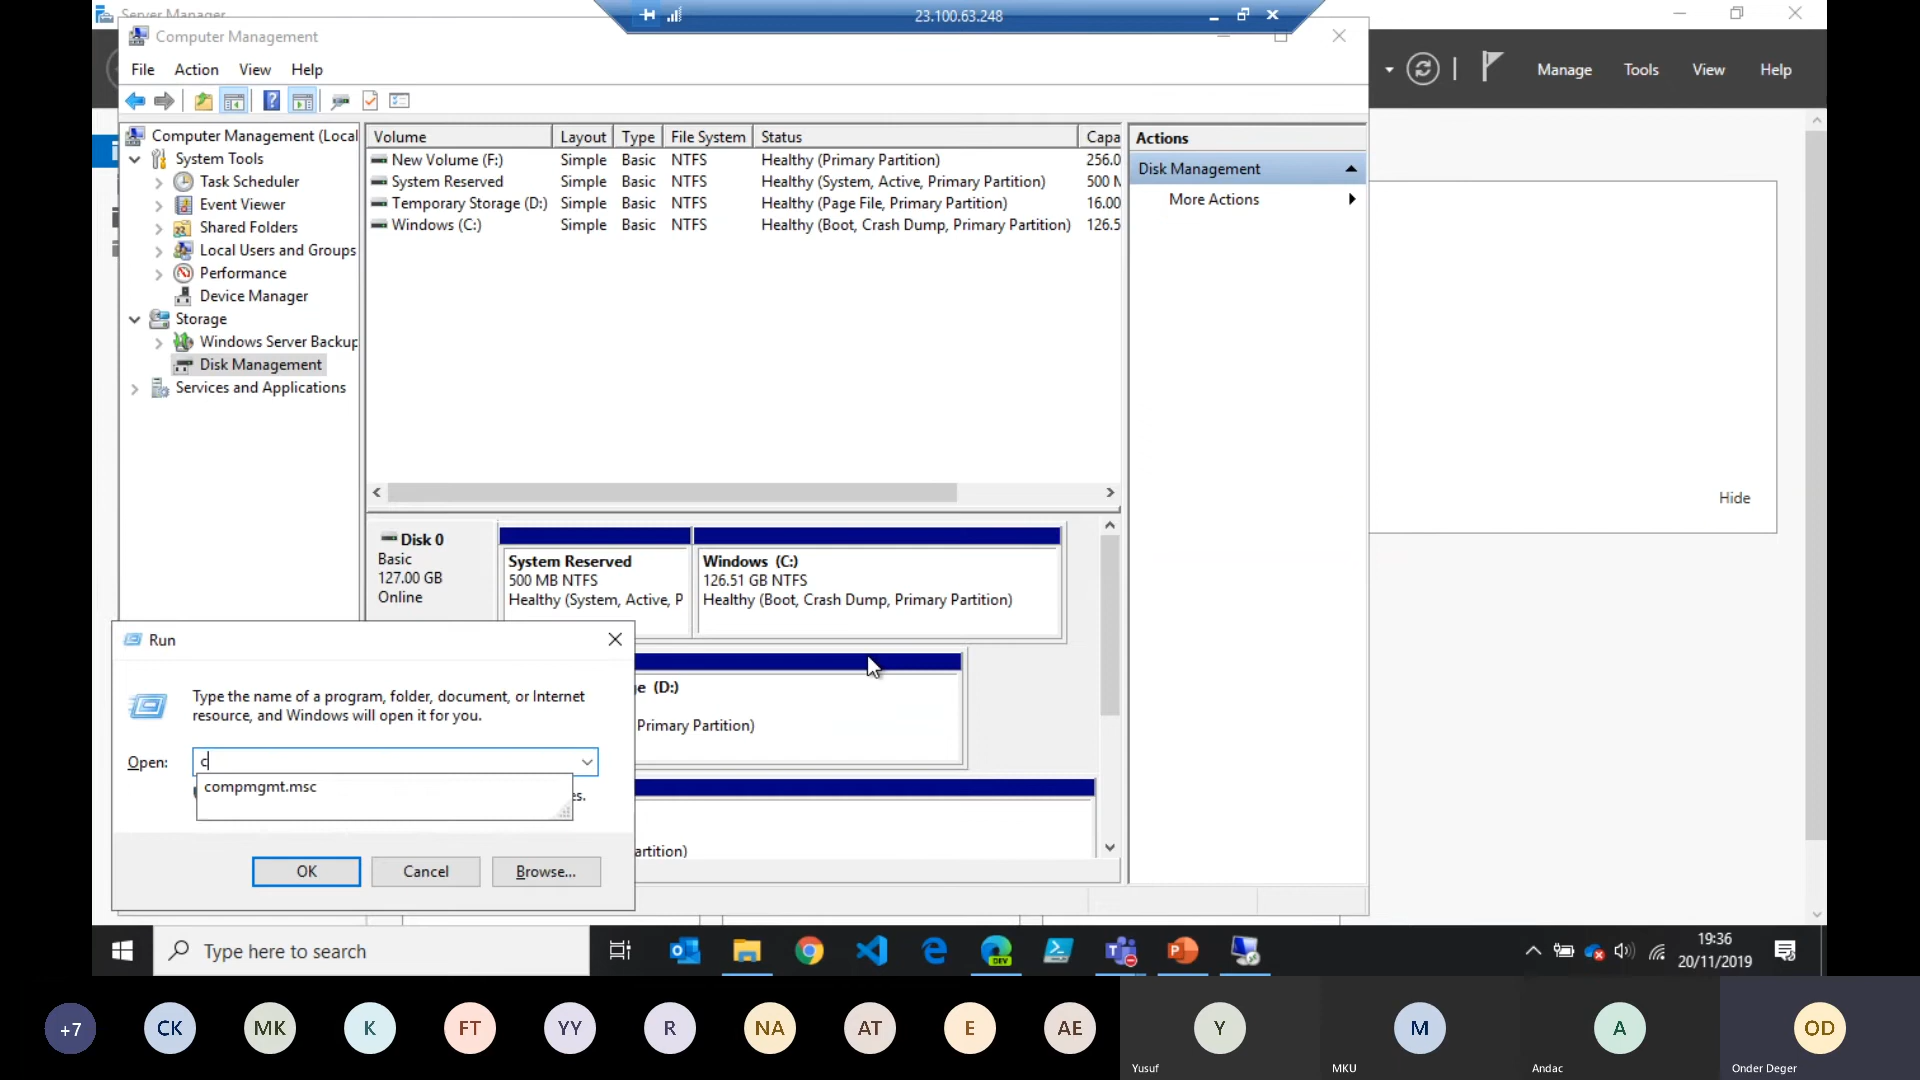 Server Manager
23.100.63.248
Computer Management
File Action View Help
Manage Tools View Help
Computer Management (Local
System Tools
Task Scheduler
Event Viewer
Shared Folders
Local Users and Groups
Performance
Device Manager
Storage
Windows Server Backup
Disk Management
Services and Applications
Volume Layout Type File System Status Capa
New Volume (F:) Simple Basic NTFS Healthy (Primary Partition) 256.0
System Reserved Simple Basic NTFS Healthy (System, Active, Primary Partition) 500 M
Temporary Storage (D:) Simple Basic NTFS Healthy (Page File, Primary Partition) 16.00
Windows (C:) Simple Basic NTFS Healthy (Boot, Crash Dump, Primary Partition) 126.5
Actions
Disk Management
More Actions
Hide
Disk 0
Basic
127.00 GB
Online
System Reserved
500 MB NTFS
Healthy (System, Active, P
Windows (C:)
126.51 GB NTFS
Healthy (Boot, Crash Dump, Primary Partition)
e (D:)
Primary Partition)
artition)
Run
Type the name of a program, folder, document, or Internet
resource, and Windows will open it for you.
Open: c
compmgmt.msc
es.
OK Cancel Browse...
Type here to search
DEV
19:36
20/11/2019
+7 CK MK K FT YY R NA AT E AE Y M A OD
Yusuf MKU Andac Onder Deger